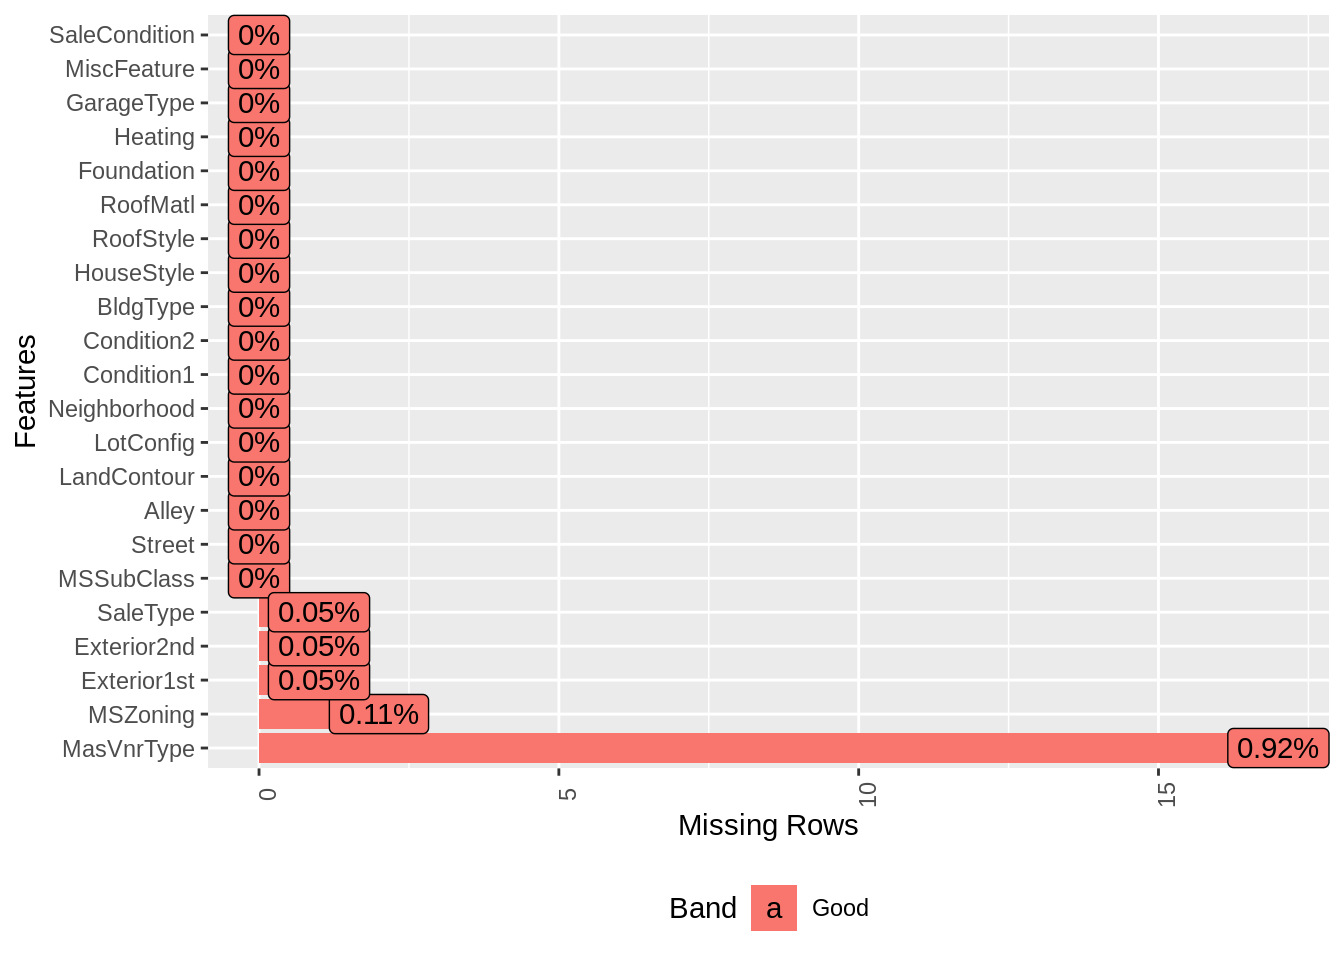 SaleCondition 0%
MiscFeature 0%
GarageType 0%
Heating 0%
Foundation 0%
RoofMatl 0%
RoofStyle 0%
HouseStyle 0%
BldgType 0%
Condition2 0%
Condition1 0%
Neighborhood 0%
LotConfig 0%
LandContour 0%
Alley 0%
Street 0%
MSSubClass 0%
SaleType 0.05%
Exterior2nd 0.05%
Exterior1st 0.05%
MSZoning 0.11%
MasVnrType 0.92%
Features
0 5 10 15
Missing Rows
Band a Good